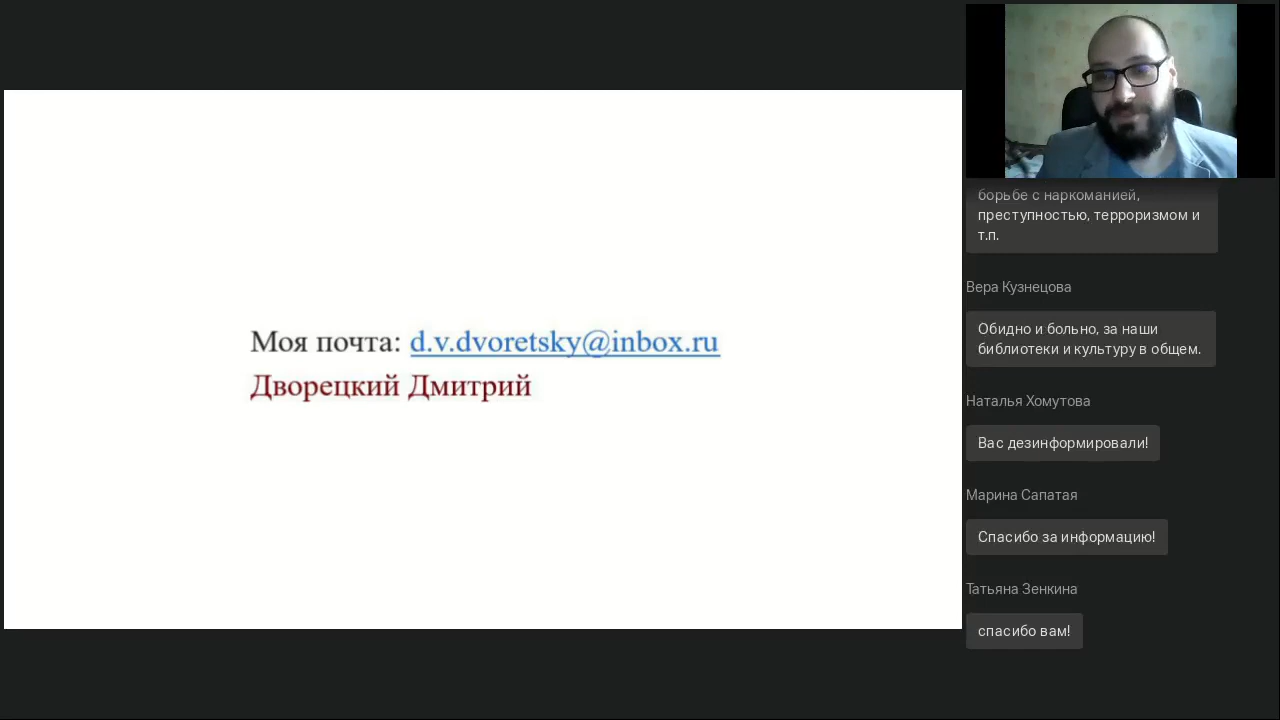 Моя почта: d.v.dvoretsky@inbox.ru
Дворецкий Дмитрий
борьбе с наркоманией,
преступностью, терроризмом и
т.п.
Вера Кузнецова
Обидно и больно, за наши
библиотеки и культуру в общем.
Наталья Хомутова
Вас дезинформировали!
Марина Сапатая
Спасибо за информацию!
Татьяна Зенкина
спасибо вам!